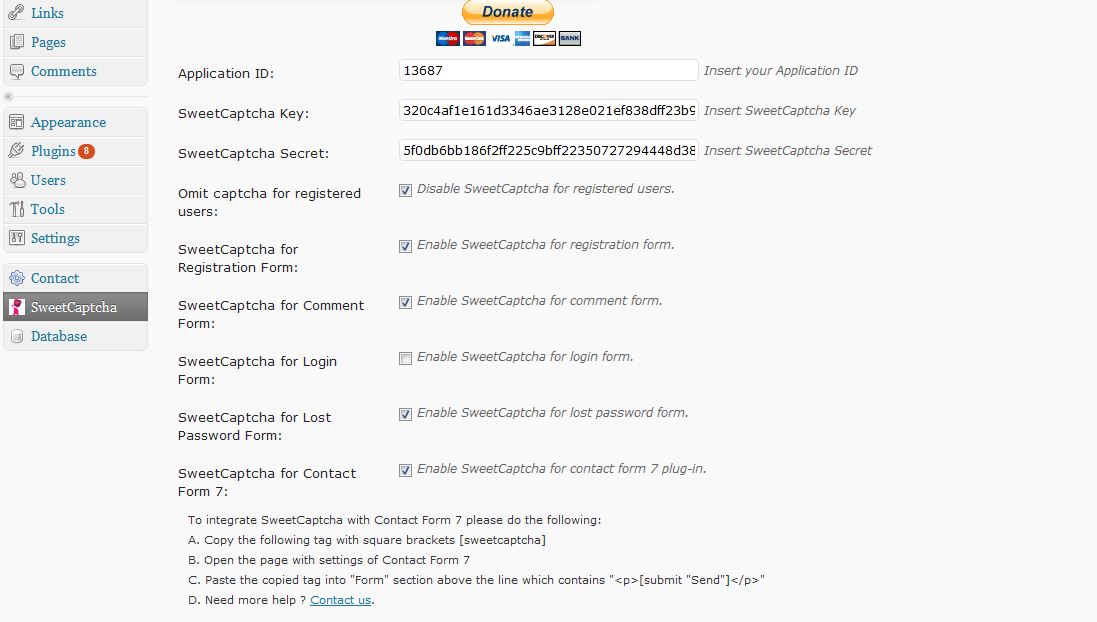 Links
Pages
Comments
Appearance
Plugins 8
Users
Tools
Settings
Contact
SweetCaptcha
Database
Donate
Maestro MasterCard VISA DISCOVER BANK
Application ID: 13687 Insert your Application ID
SweetCaptcha Key: 320c4af1e161d3346ae3128e021ef838dff23b9 Insert SweetCaptcha Key
SweetCaptcha Secret: 5f0db6bb186f2ff225c9bff22350727294448d38 Insert SweetCaptcha Secret
Omit captcha for registered
users:
Disable SweetCaptcha for registered users.
SweetCaptcha for
Registration Form:
Enable SweetCaptcha for registration form.
SweetCaptcha for Comment
Form:
Enable SweetCaptcha for comment form.
SweetCaptcha for Login
Form:
Enable SweetCaptcha for login form.
SweetCaptcha for Lost
Password Form:
Enable SweetCaptcha for lost password form.
SweetCaptcha for Contact
Form 7:
Enable SweetCaptcha for contact form 7 plug-in.
To integrate SweetCaptcha with Contact Form 7 please do the following:
A. Copy the following tag with square brackets [sweetcaptcha]
B. Open the page with settings of Contact Form 7
C. Paste the copied tag into "Form" section above the line which contains "<p>[submit "Send"]</p>"
D. Need more help ? Contact us.